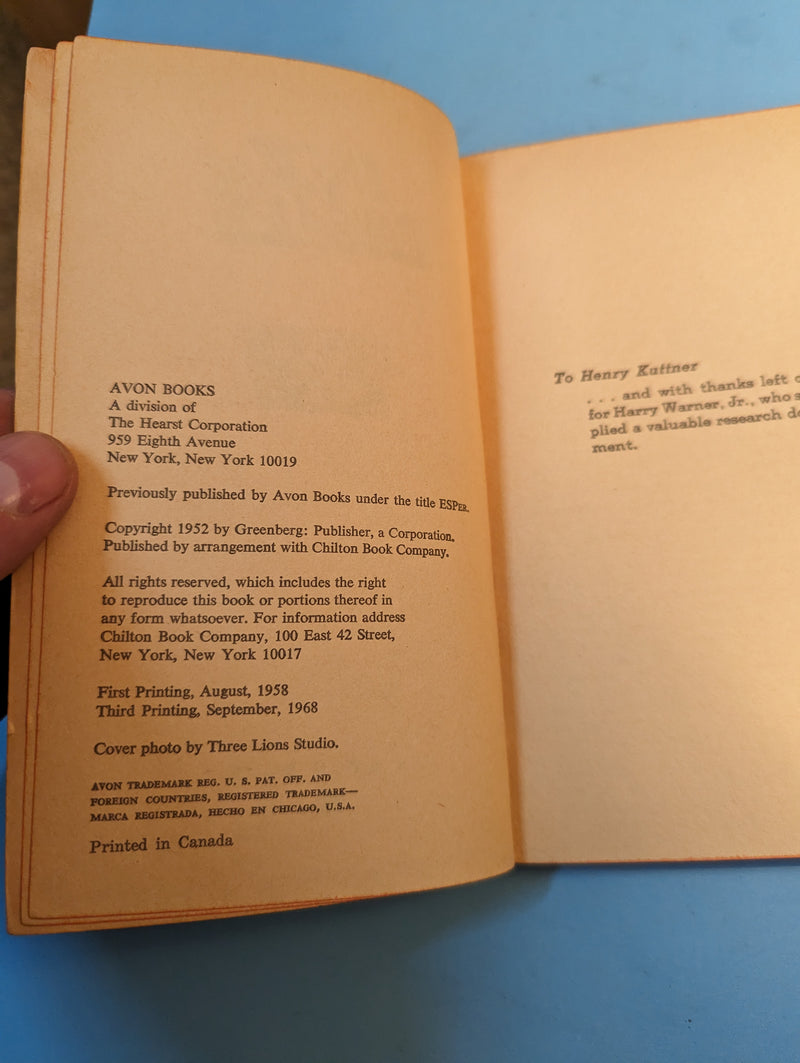 AVON BOOKS
A division of
The Hearst Corporation
959 Eighth Avenue
New York, New York 10019
Previously published by Avon Books under the title ESPER.
Copyright 1952 by Greenberg: Publisher, a Corporation.
Published by arrangement with Chilton Book Company.
All rights reserved, which includes the right
to reproduce this book or portions thereof in
any form whatsoever. For information address
Chilton Book Company, 100 East 42 Street,
New York, New York 10017
First Printing, August, 1958
Third Printing, September, 1968
Cover photo by Three Lions Studio.
AVON TRADEMARK REG. U. S. PAT. OFF. AND
FOREIGN COUNTRIES, REGISTERED TRADEMARK—
MARCA REGISTRADA, HECHO EN CHICAGO, U.S.A.
Printed in Canada
To Henry Kuttner
. . . and with thanks left
for Harry Warner, Jr., who
plied a valuable research
ment.